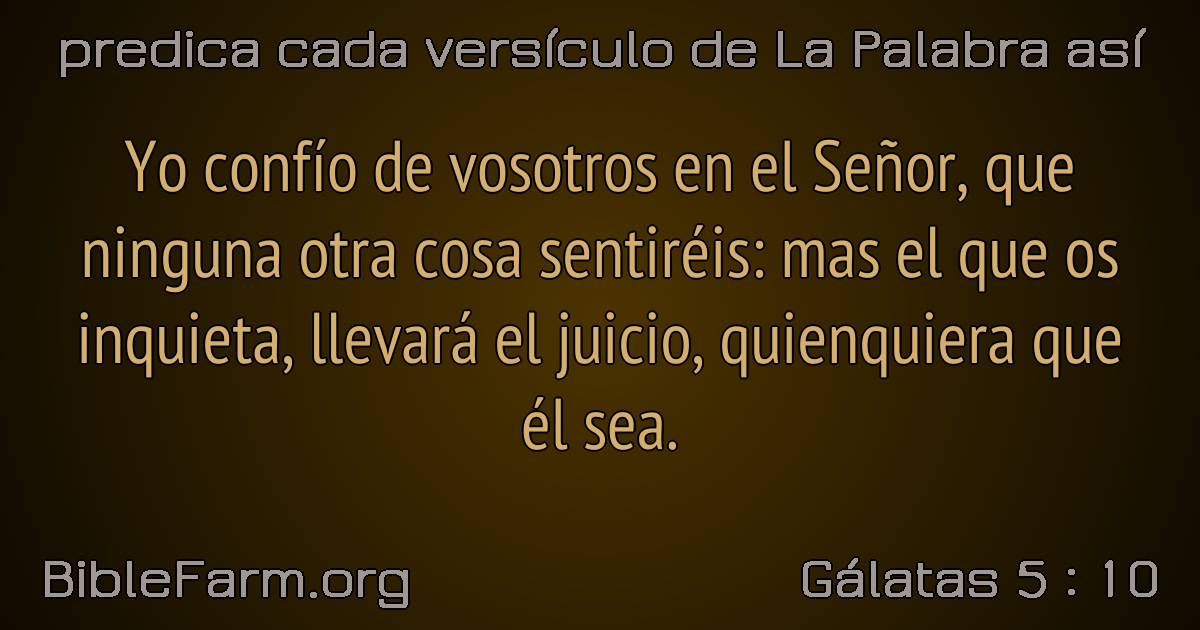 predica cada versículo de La Palabra así
Yo confío de vosotros en el Señor, que
ninguna otra cosa sentiréis: mas el que os
inquieta, llevará el juicio, quienquiera que
él sea.
BibleFarm.org
Gálatas 5 : 10